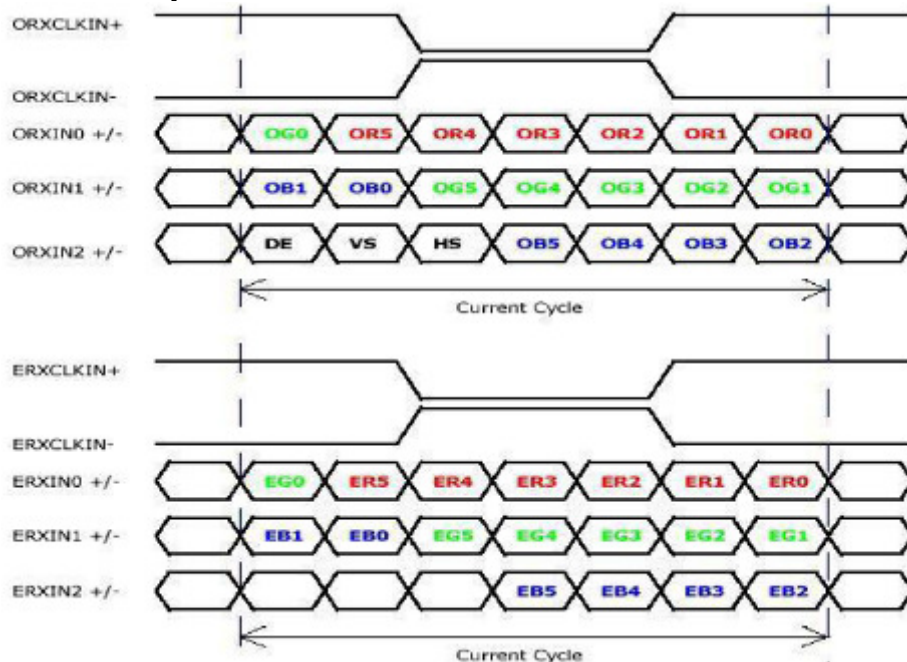 ORXCLKIN+
ORXCLKIN-
ORXIN0 +/- OG0 OR5 OR4 OR3 OR2 OR1 OR0
ORXIN1 +/- OB1 OB0 OG5 OG4 OG3 OG2 OG1
ORXIN2 +/- DE VS HS OB5 OB4 OB3 OB2
Current Cycle
ERXCLKIN+
ERXCLKIN-
ERXIN0 +/- EG0 ER5 ER4 ER3 ER2 ER1 ER0
ERXIN1 +/- EB1 EB0 EG5 EG4 EG3 EG2 EG1
ERXIN2 +/- EB5 EB4 EB3 EB2
Current Cycle